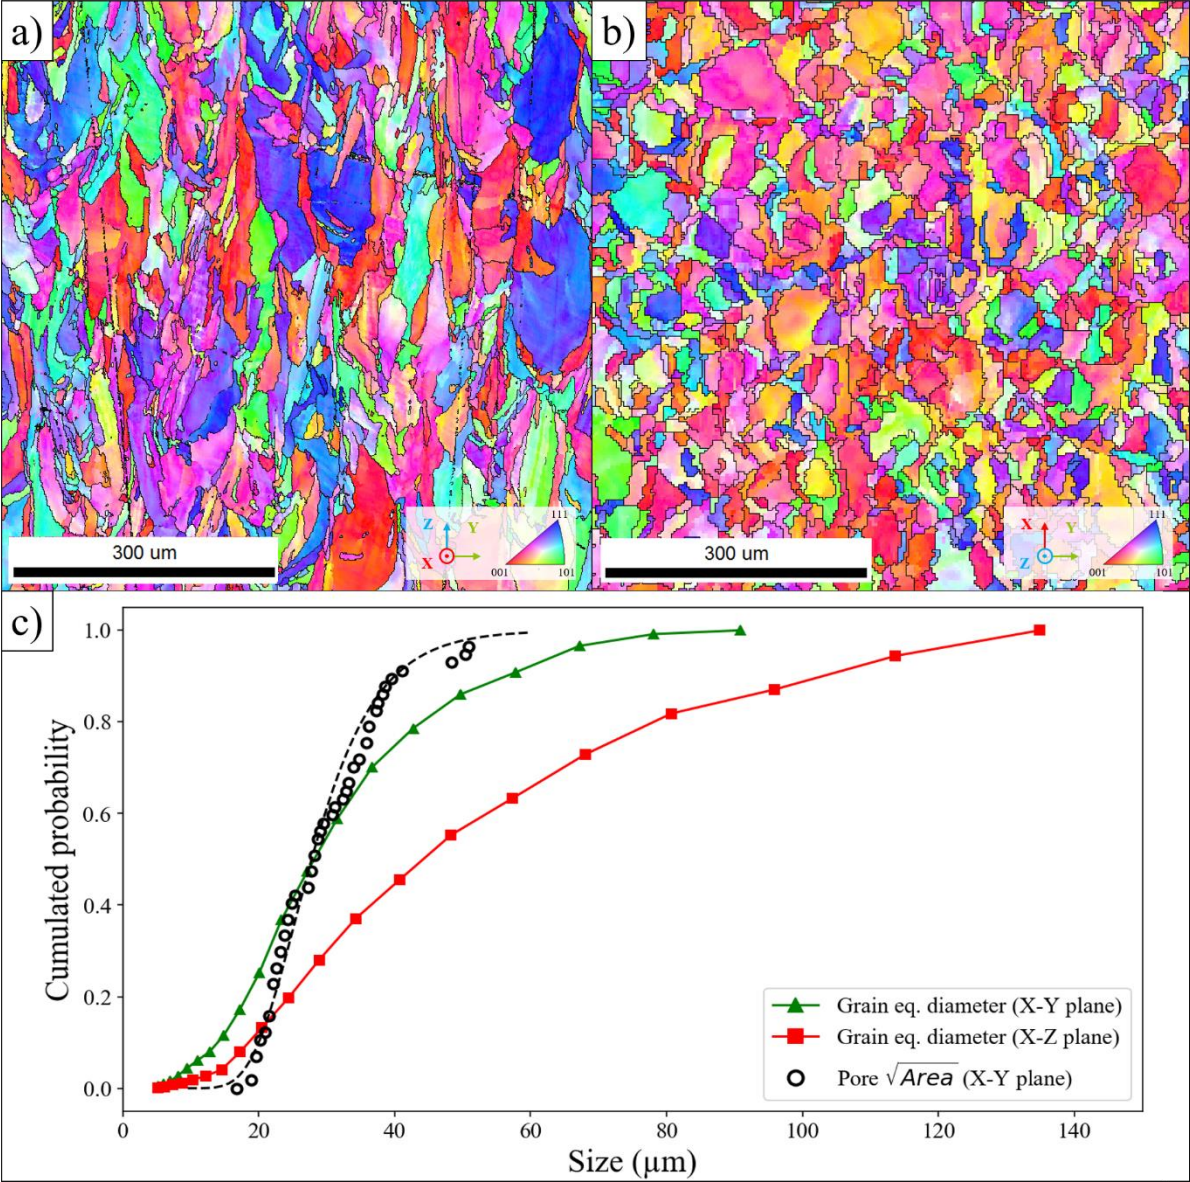 a)
b)
Z
Y
X
111
001
101
300 um
X
Y
Z
111
001
101
300 um
c)
1.0
0.8
0.6
0.4
0.2
0.0
Cumulated probability
Grain eq. diameter (X-Y plane)
Grain eq. diameter (X-Z plane)
Pore √Area (X-Y plane)
0 20 40 60 80 100 120 140
Size (μm)